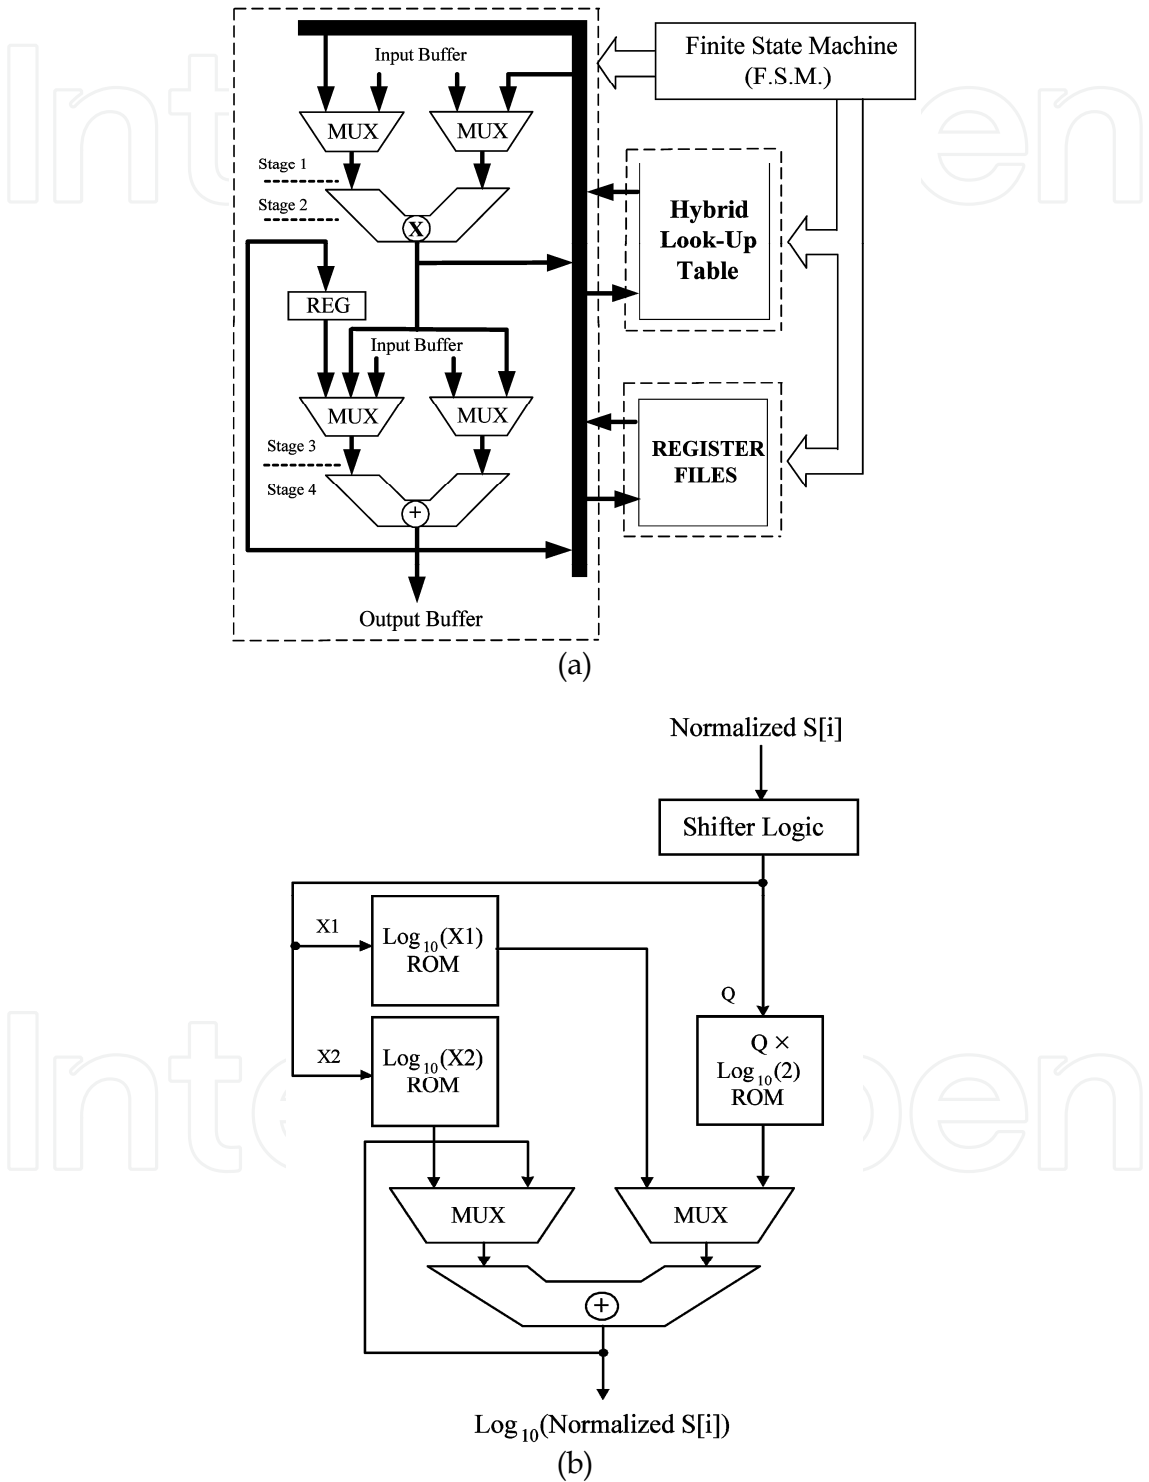 Finite State Machine
(F.S.M.)
Input Buffer
MUX
MUX
Stage 1
Stage 2
X
Hybrid
Look-Up
Table
REG
Input Buffer
MUX
MUX
Stage 3
Stage 4
+
REGISTER
FILES
Output Buffer
(a)
Normalized S[i]
Shifter Logic
X1
Log10(X1)
ROM
Q
X2
Log10(X2)
ROM
Q ×
Log10(2)
ROM
MUX
MUX
+
Log10(Normalized S[i])
(b)